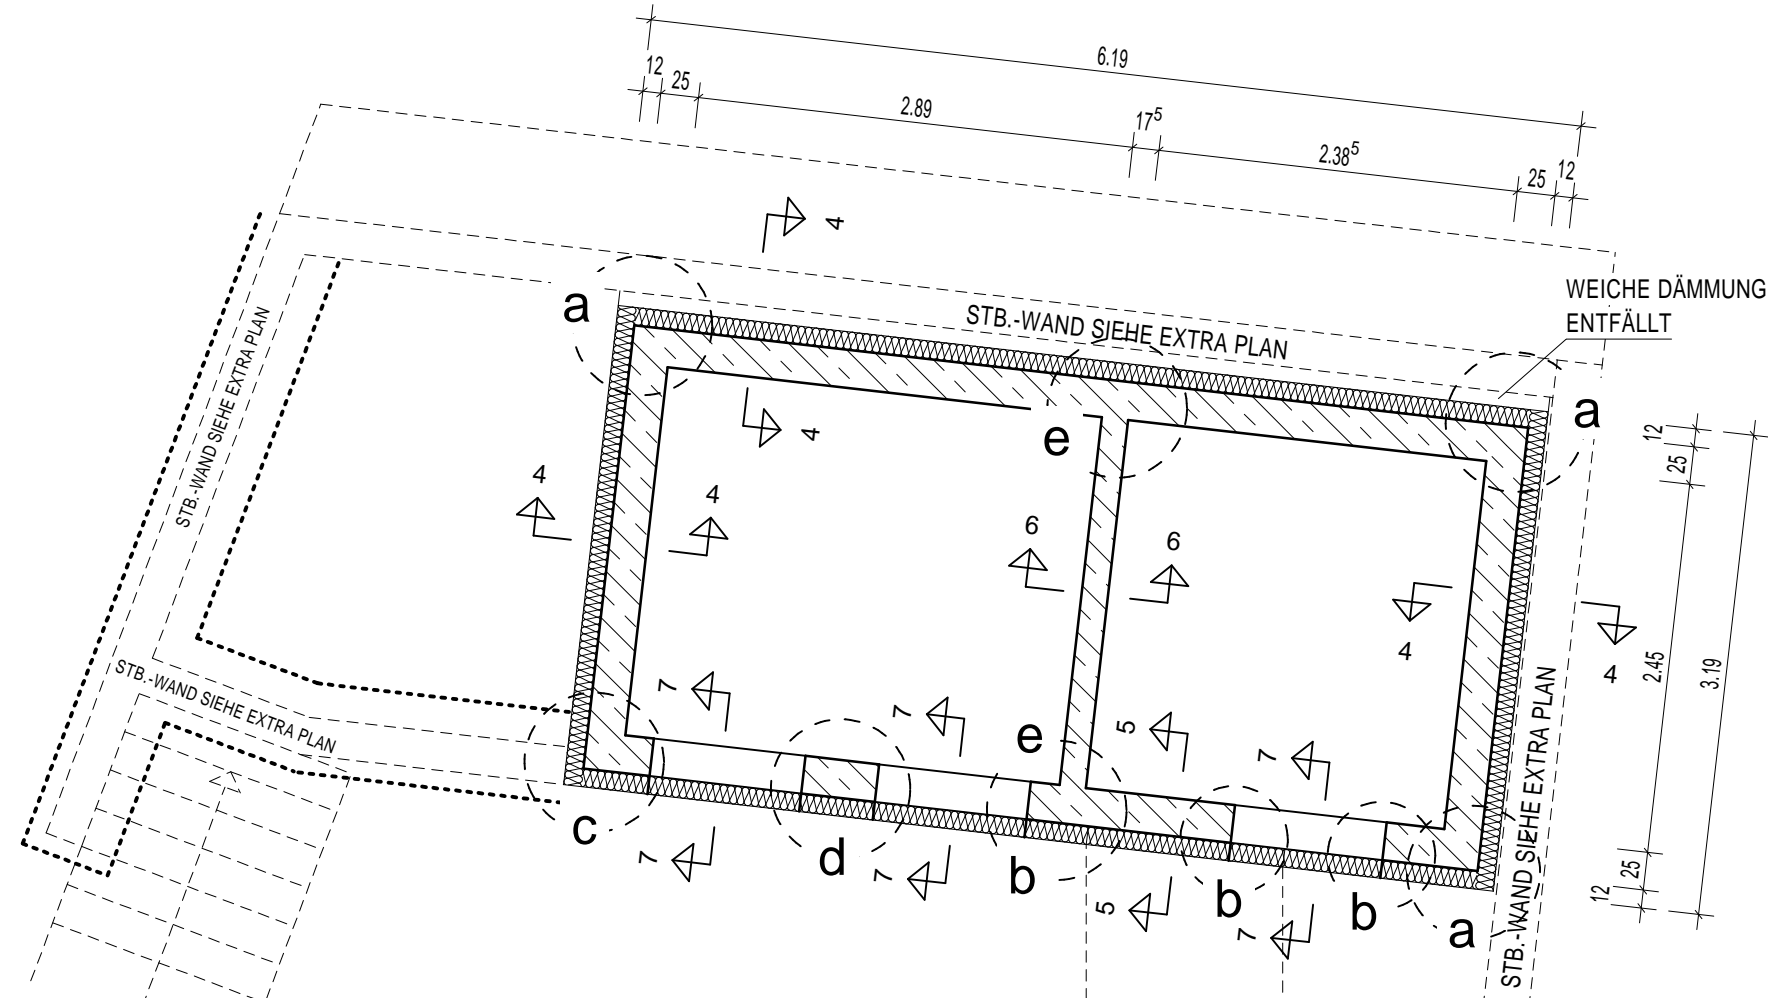 6.19
12
25
2.89
17⁵
2.38⁵
25
12
4
WEICHE DÄMMUNG
ENTFÄLLT
a
STB.-WAND SIEHE EXTRA PLAN
STB.-WAND SIEHE EXTRA PLAN
a
e
4
12
25
4
4
6
6
4
4
2.45
3.19
STB.-WAND SIEHE EXTRA PLAN
7
7
5
7
e
STB.-WAND SIEHE EXTRA PLAN
c
d
b
b
b
a
7
7
5
7
25
12